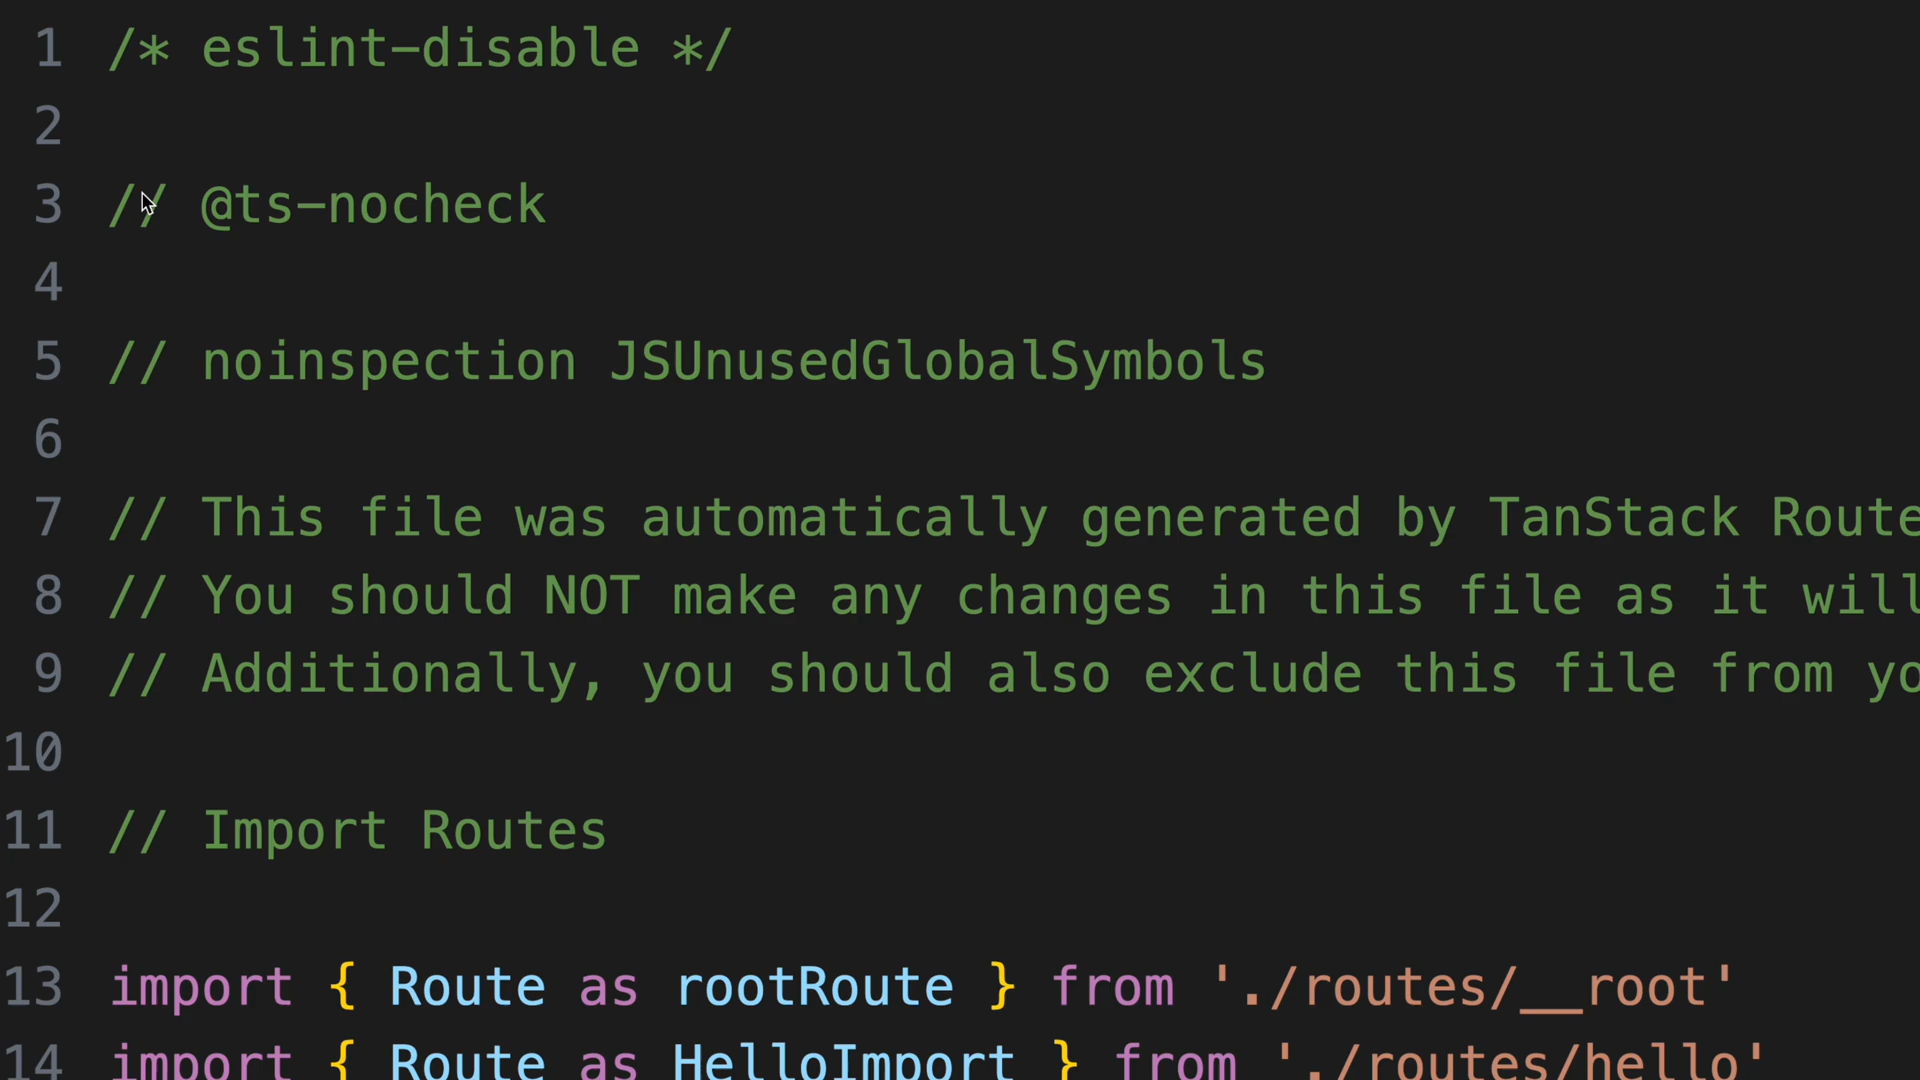 1 /* eslint-disable */
2
3 // @ts-nocheck
4
5 // noinspection JSUnusedGlobalSymbols
6
7 // This file was automatically generated by TanStack Route
8 // You should NOT make any changes in this file as it will
9 // Additionally, you should also exclude this file from yo
10
11 // Import Routes
12
13 import { Route as rootRoute } from './routes/__root'
14 import { Route as HelloImport } from './routes/hello'